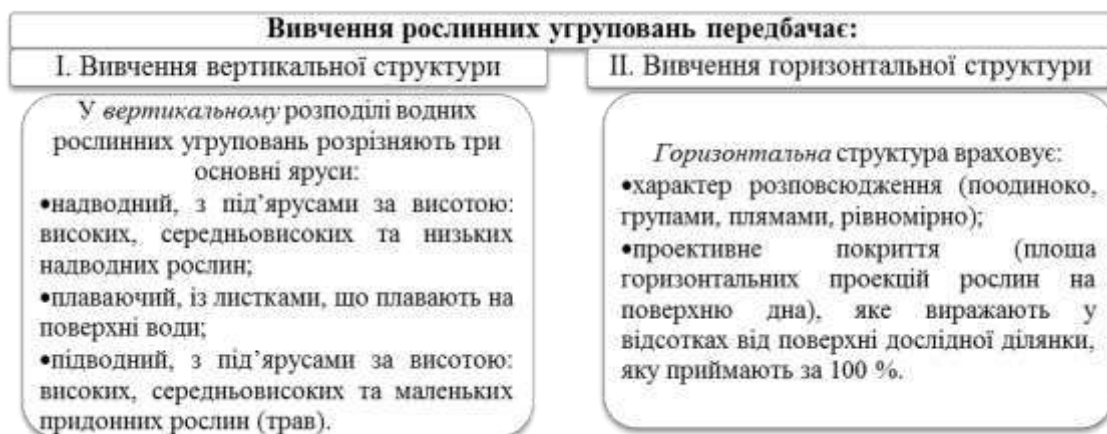 Вивчення рослинних угруповань передбачає:
І. Вивчення вертикальної структури
У вертикальному розподілі водних
рослинних угруповань розрізняють три
основні яруси:
•надводний, з під’ярусами за висотою:
високих, середньовисоких та низьких
надводних рослин;
•плаваючий, із листками, що плавають на
поверхні води;
•підводний, з під’ярусами за висотою:
високих, середньовисоких та маленьких
придонних рослин (трав).
ІІ. Вивчення горизонтальної структури
Горизонтальна структура враховує:
•характер розповсюдження (поодиноко,
групами, плямами, рівномірно);
•проективне покриття (площа
горизонтальних проекцій рослин на
поверхню дна), яке виражають у
відсотках від поверхні дослідної ділянки,
яку приймають за 100 %.